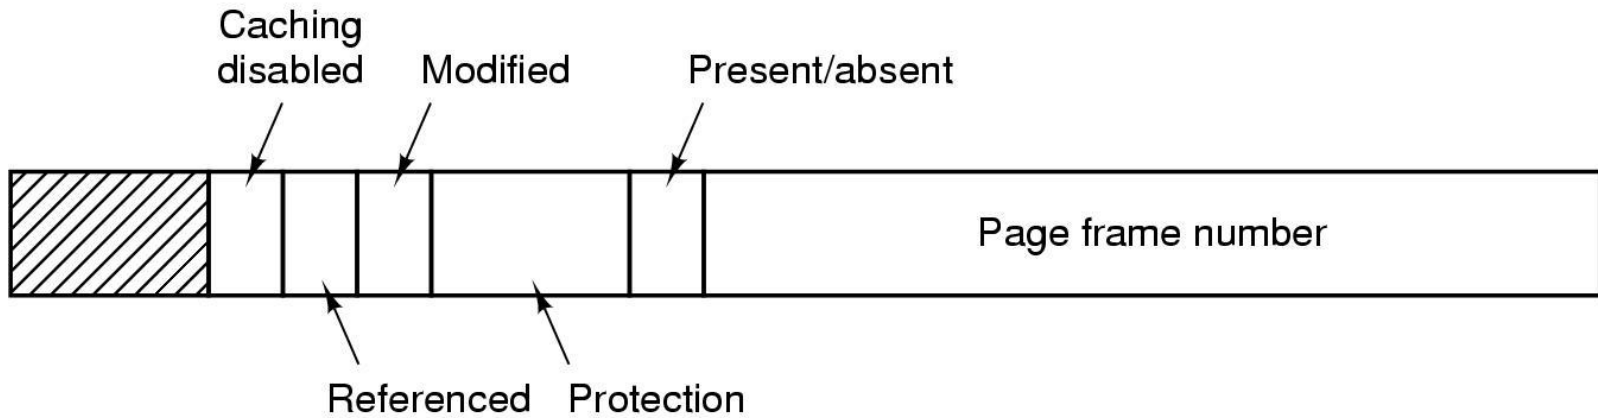 Caching
disabled
Modified
Present/absent
Page frame number
Referenced
Protection